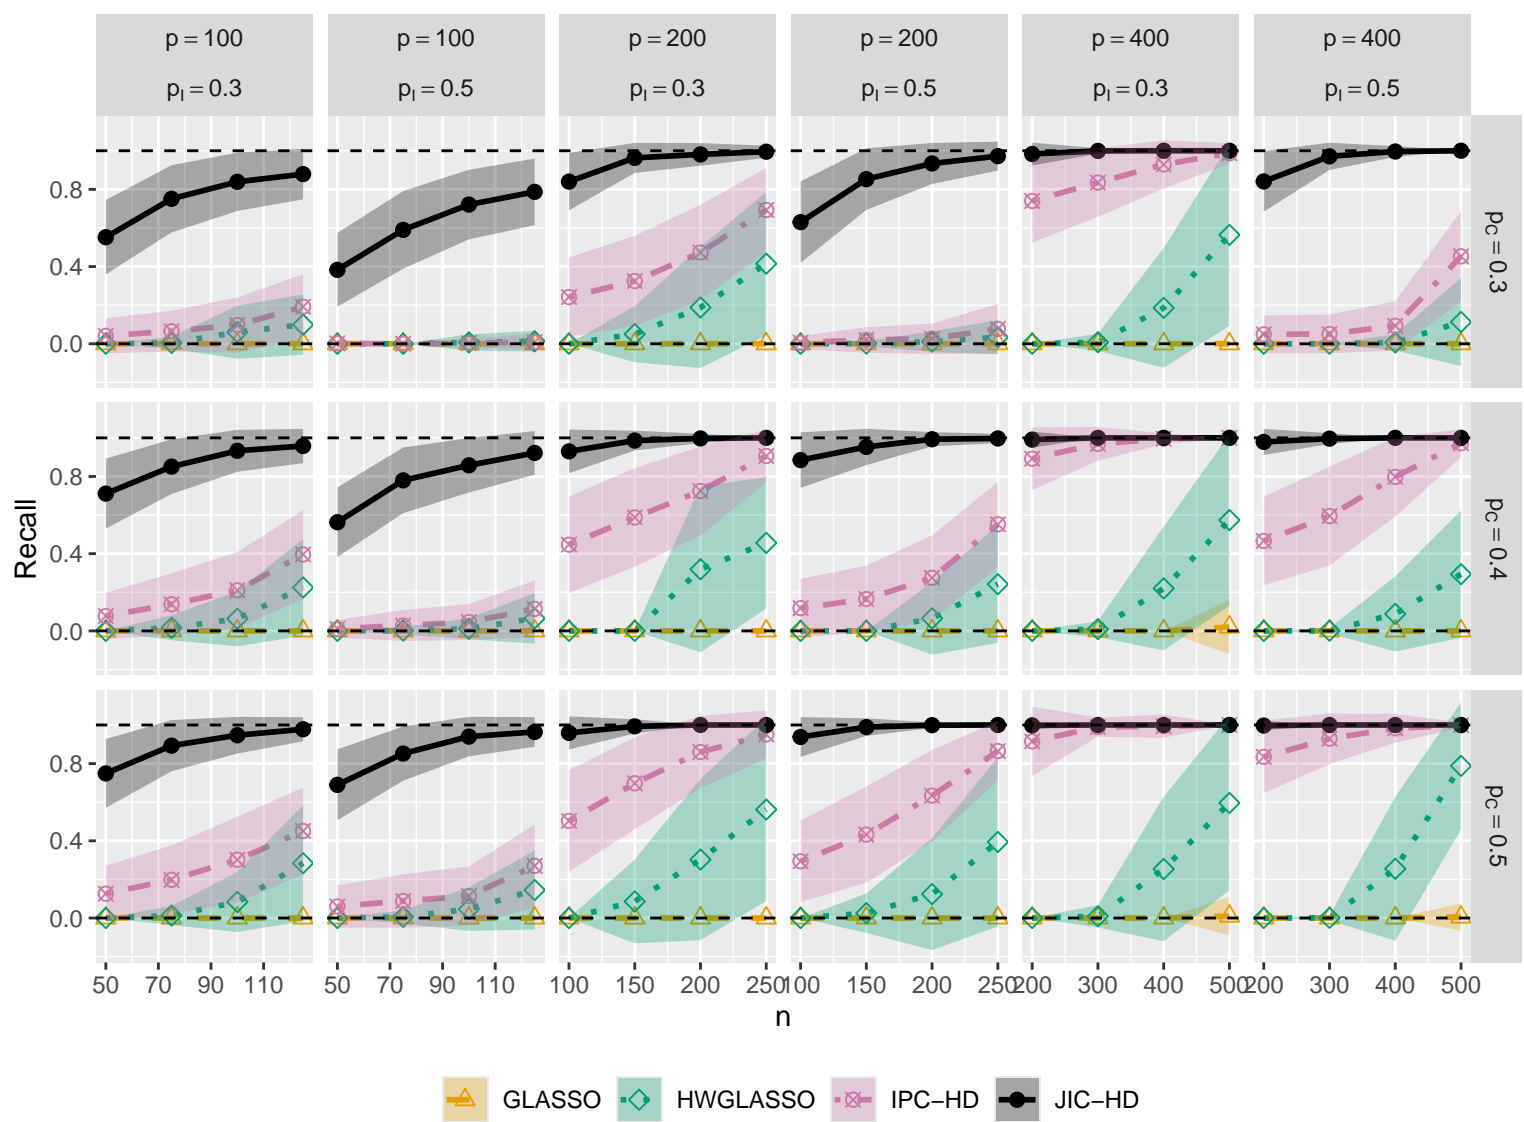 p = 100 p = 100 p = 200 p = 200 p = 400 p = 400
p_I = 0.3 p_I = 0.5 p_I = 0.3 p_I = 0.5 p_I = 0.3 p_I = 0.5
0.8
0.4
0.0
p_C = 0.3
0.8
0.4
0.0
p_C = 0.4
Recall
0.8
0.4
0.0
p_C = 0.5
50 70 90 110 50 70 90 110 100 150 200 250 100 150 200 250 200 300 400 500 200 300 400 500
n
GLASSO HWGLASSO IPC−HD JIC−HD